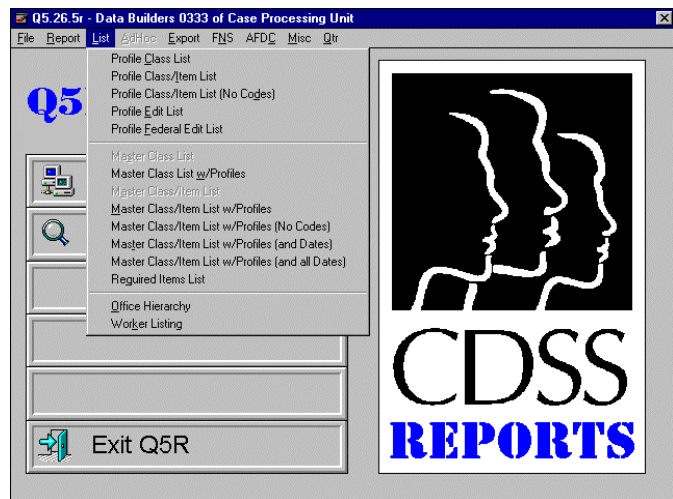 Q5.26.5r - Data Builders 0333 of Case Processing Unit
File Report List AdHoc Export FNS AFDC Misc Qtr
Profile Class List
Profile Class/Item List
Profile Class/Item List (No Codes)
Profile Edit List
Profile Federal Edit List
Master Class List
Master Class List w/Profiles
Master Class/Item List
Master Class/Item List w/Profiles
Master Class/Item List w/Profiles (No Codes)
Master Class/Item List w/Profiles (and Dates)
Master Class/Item List w/Profiles (and all Dates)
Required Items List
Office Hierarchy
Worker Listing
Q5
Exit Q5R
CDSS
REPORTS